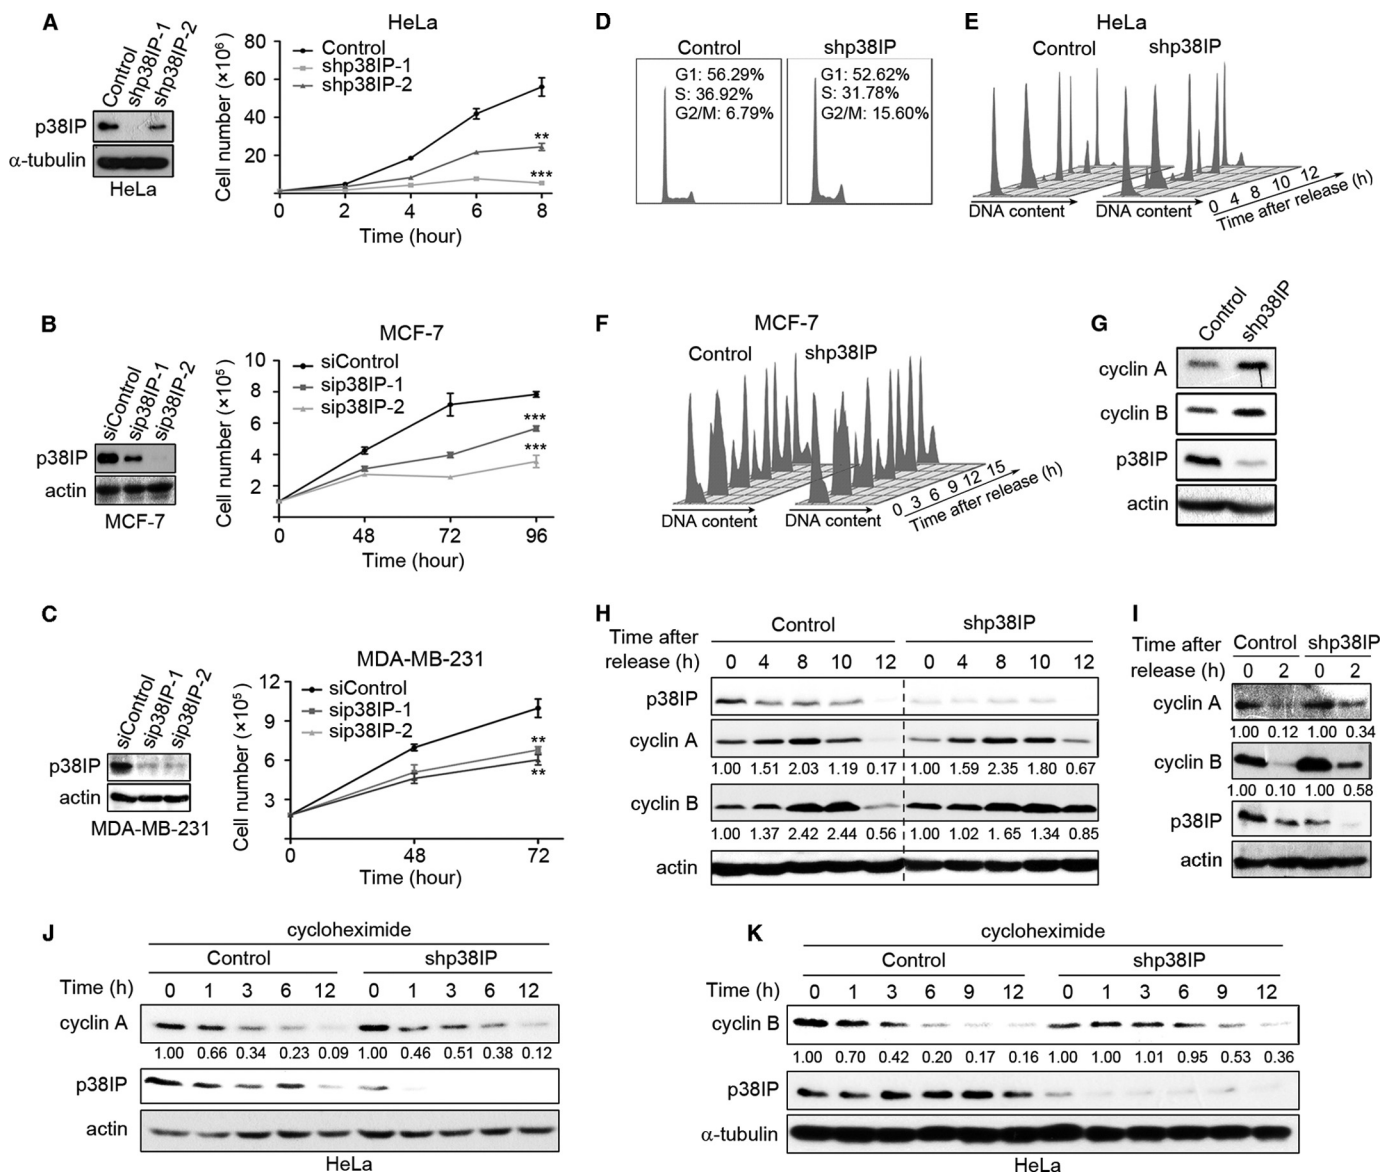 A
Control
shp38IP-1
shp38IP-2
p38IP
α-tubulin
HeLa
HeLa
Cell number (×10⁶)
80
60
40
20
Control
shp38IP-1
shp38IP-2
**
***
0 2 4 6 8
Time (hour)
B
siControl
sip38IP-1
sip38IP-2
p38IP
actin
MCF-7
MCF-7
Cell number (×10⁵)
10
8
6
4
2
siControl
sip38IP-1
sip38IP-2
***
***
0 48 72 96
Time (hour)
C
siControl
sip38IP-1
sip38IP-2
p38IP
actin
MDA-MB-231
MDA-MB-231
Cell number (×10⁵)
12
9
6
3
siControl
sip38IP-1
sip38IP-2
**
**
0 48 72
Time (hour)
D
Control
G1: 56.29%
S: 36.92%
G2/M: 6.79%
shp38IP
G1: 52.62%
S: 31.78%
G2/M: 15.60%
E
HeLa
Control shp38IP
DNA content DNA content
0 4 8 10 12
Time after release (h)
F
MCF-7
Control shp38IP
DNA content DNA content
0 3 6 9 12 15
Time after release (h)
G
Control
shp38IP
cyclin A
cyclin B
p38IP
actin
H
Control shp38IP
Time after
release (h) 0 4 8 10 12 0 4 8 10 12
p38IP
cyclin A
1.00 1.51 2.03 1.19 0.17 1.00 1.59 2.35 1.80 0.67
cyclin B
1.00 1.37 2.42 2.44 0.56 1.00 1.02 1.65 1.34 0.85
actin
I
Time after Control shp38IP
release (h) 0 2 0 2
cyclin A
1.00 0.12 1.00 0.34
cyclin B
1.00 0.10 1.00 0.58
p38IP
actin
J
cycloheximide
Control shp38IP
Time (h) 0 1 3 6 12 0 1 3 6 12
cyclin A
1.00 0.66 0.34 0.23 0.09 1.00 0.46 0.51 0.38 0.12
p38IP
actin
HeLa
K
cycloheximide
Control shp38IP
Time (h) 0 1 3 6 9 12 0 1 3 6 9 12
cyclin B
1.00 0.70 0.42 0.20 0.17 0.16 1.00 1.00 1.01 0.95 0.53 0.36
p38IP
α-tubulin
HeLa